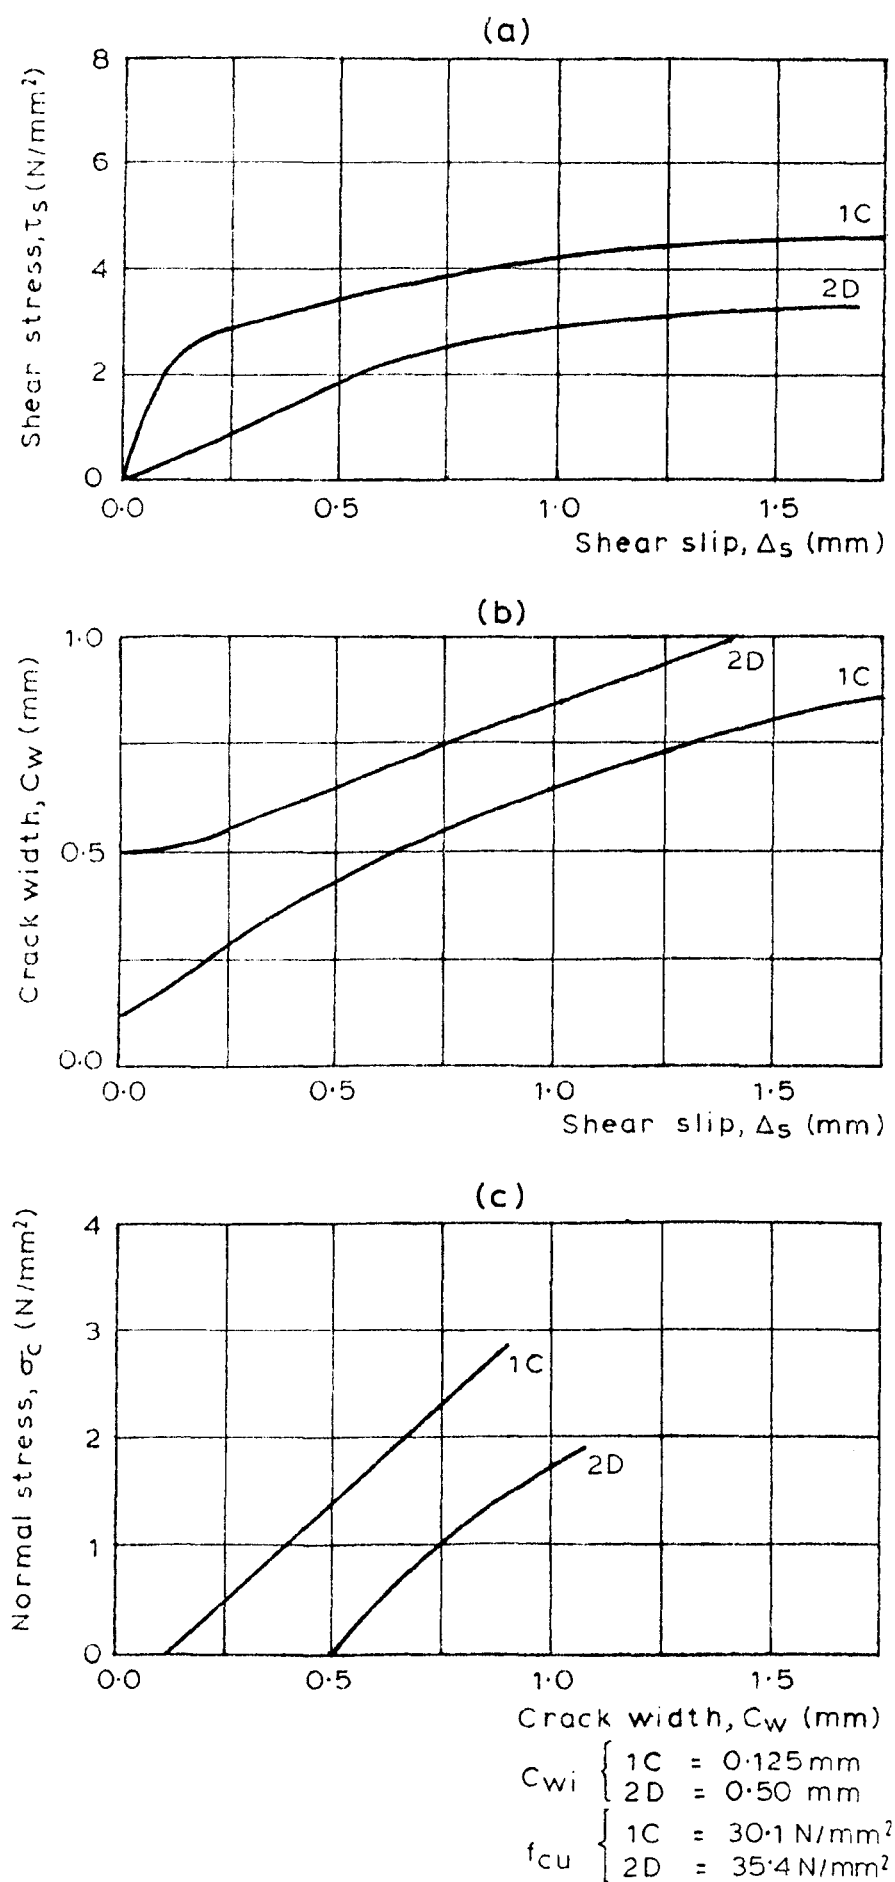 (a)
Shear stress, τs (N/mm²)
8
6
4
2
0
1C
2D
0·0 0·5 1·0 1·5
Shear slip, Δs (mm)
(b)
Crack width, Cw (mm)
1·0
0·5
0·0
2D
1C
0·0 0·5 1·0 1·5
Shear slip, Δs (mm)
(c)
Normal stress, σc (N/mm²)
4
3
2
1
0
1C
2D
0·0 0·5 1·0 1·5
Crack width, Cw (mm)
Cwi { 1C = 0·125 mm
2D = 0·50 mm
fcu { 1C = 30·1 N/mm²
2D = 35·4 N/mm²